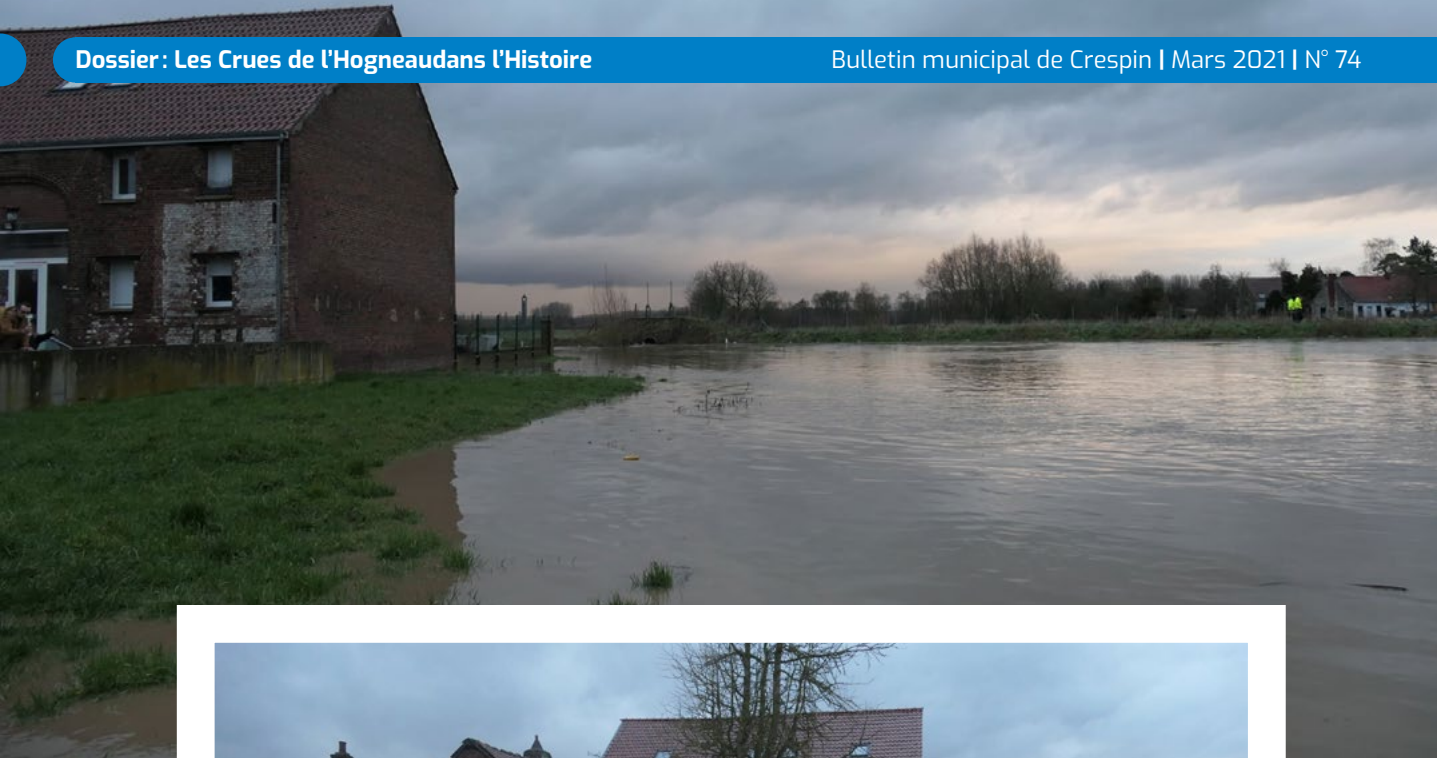 Dossier : Les Crues de l'Hogneaudans l'Histoire
Bulletin municipal de Crespin | Mars 2021 | N° 74